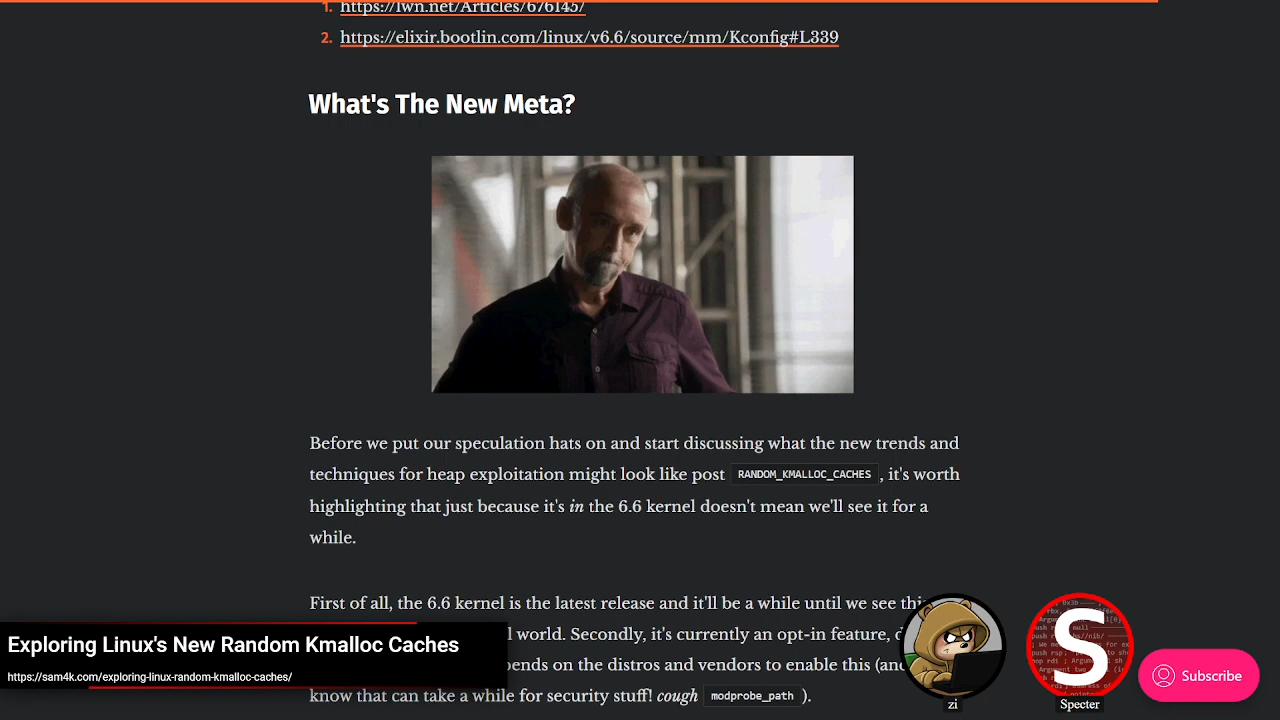 1. https://lwn.net/Articles/676145/
2. https://elixir.bootlin.com/linux/v6.6/source/mm/Kconfig#L339
What's The New Meta?
Before we put our speculation hats on and start discussing what the new trends and
techniques for heap exploitation might look like post RANDOM_KMALLOC_CACHES , it's worth
highlighting that just because it's in the 6.6 kernel doesn't mean we'll see it for a
while.
First of all, the 6.6 kernel is the latest release and it'll be a while until we see
world. Secondly, it's currently an opt-in feature,
on the distros and vendors to enable this
know that can take a while for security stuff! cough modprobe_path ).
Exploring Linux's New Random Kmalloc Caches
https://sam4k.com/exploring-linux-random-kmalloc-caches/
zi
S
Specter
Subscribe